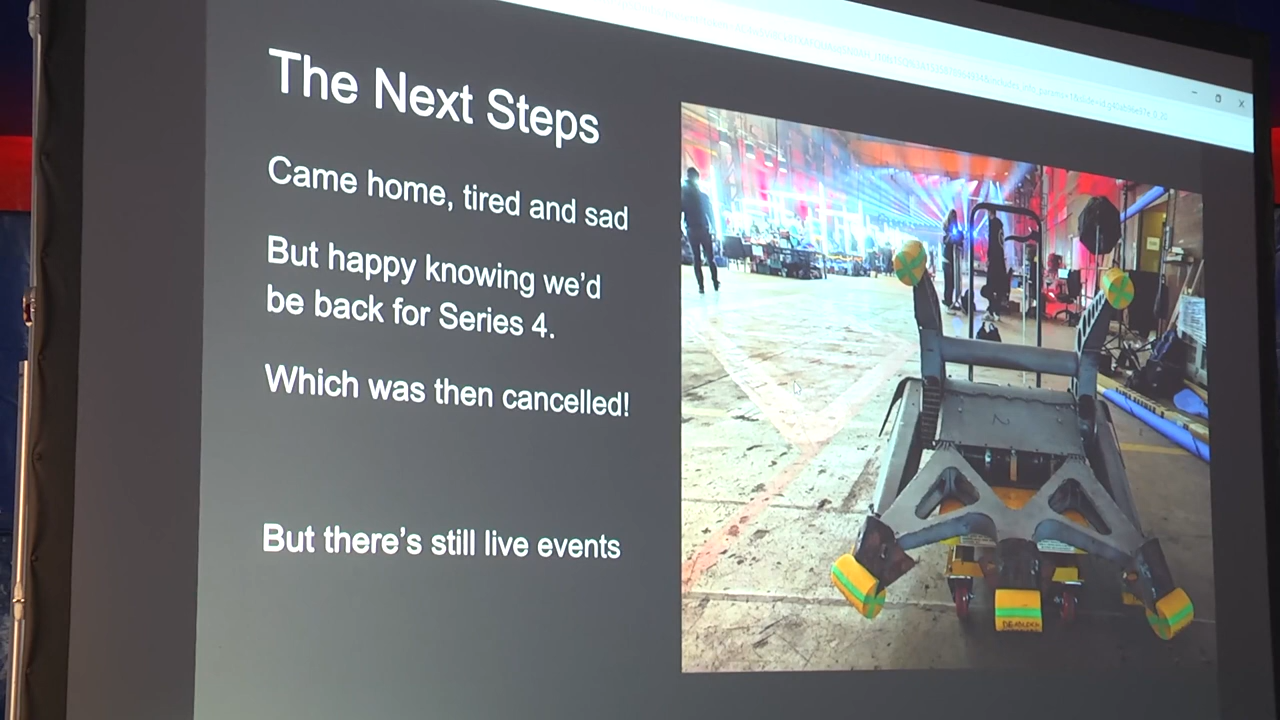 The Next Steps
Came home, tired and sad
But happy knowing we'd
be back for Series 4.
Which was then cancelled!
But there's still live events